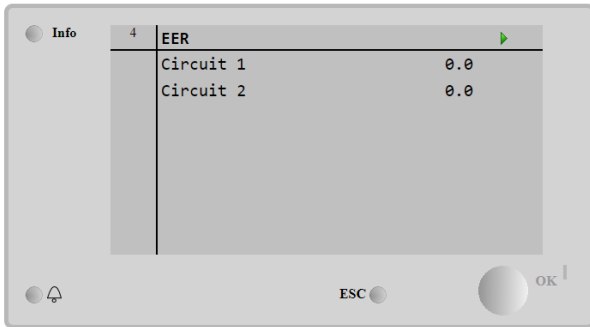 Info
4 EER
Circuit 1 0.0
Circuit 2 0.0
ESC
OK